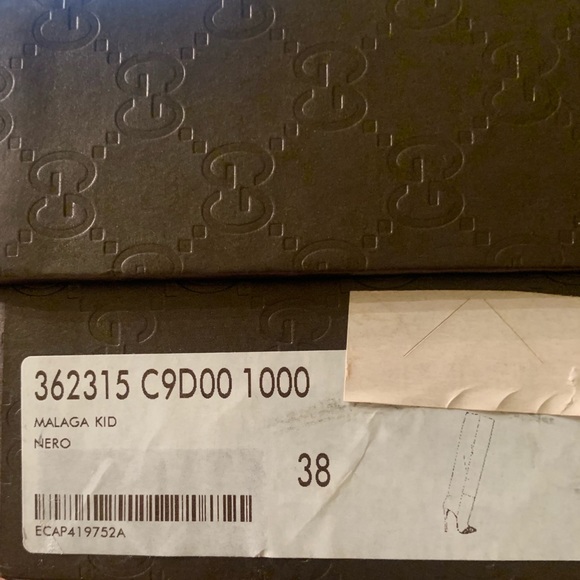 362315 C9D00 1000
MALAGA KID
NERO
38
ECAP419752A